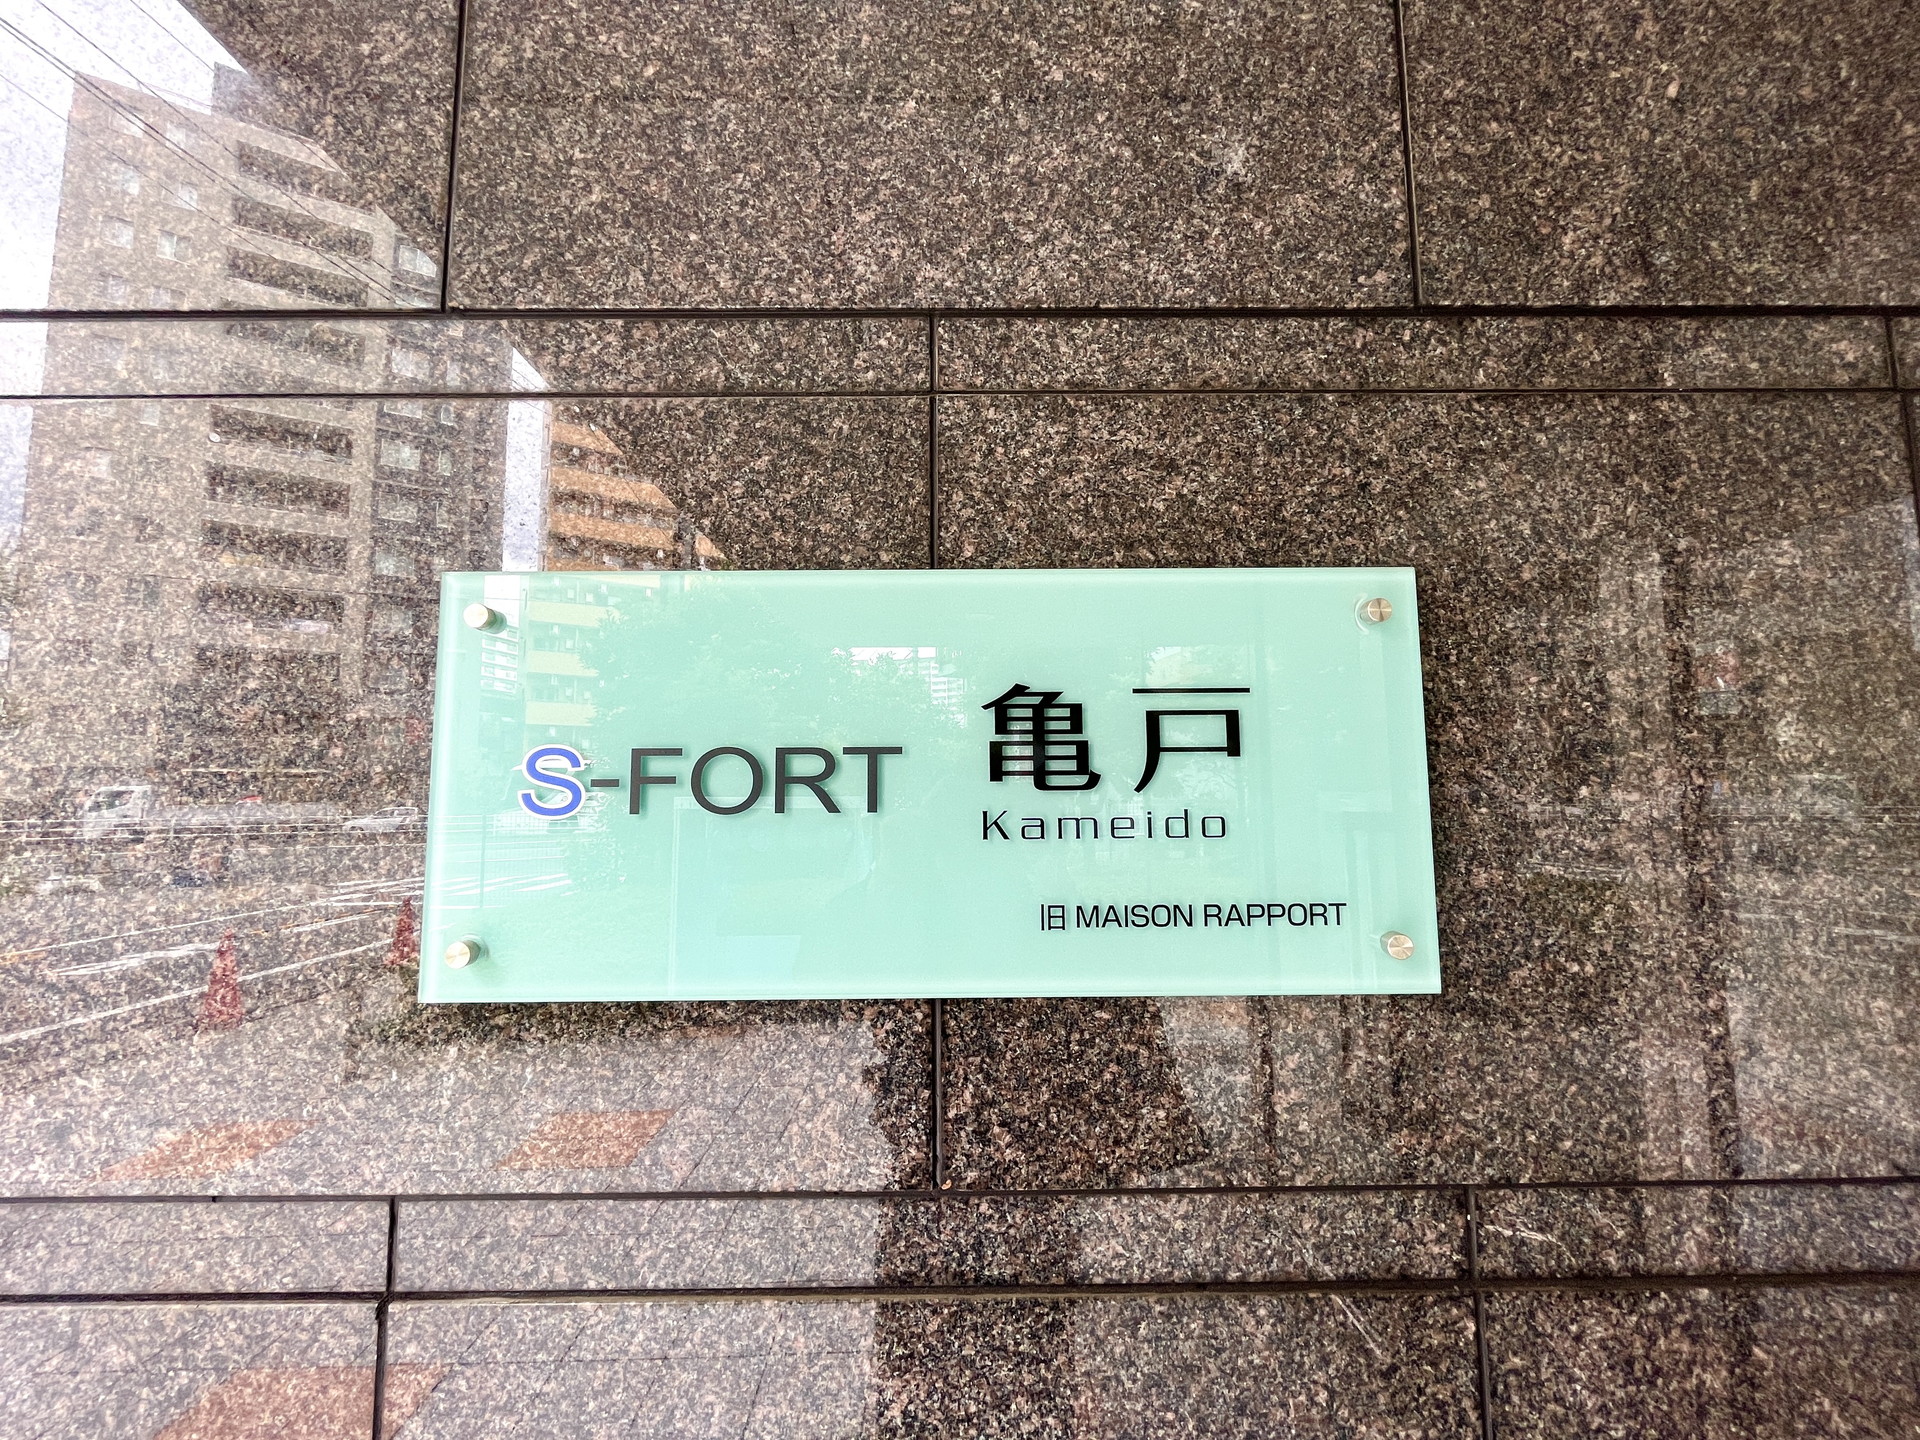 S-FORT 亀戸
Kameido
旧 MAISON RAPPORT